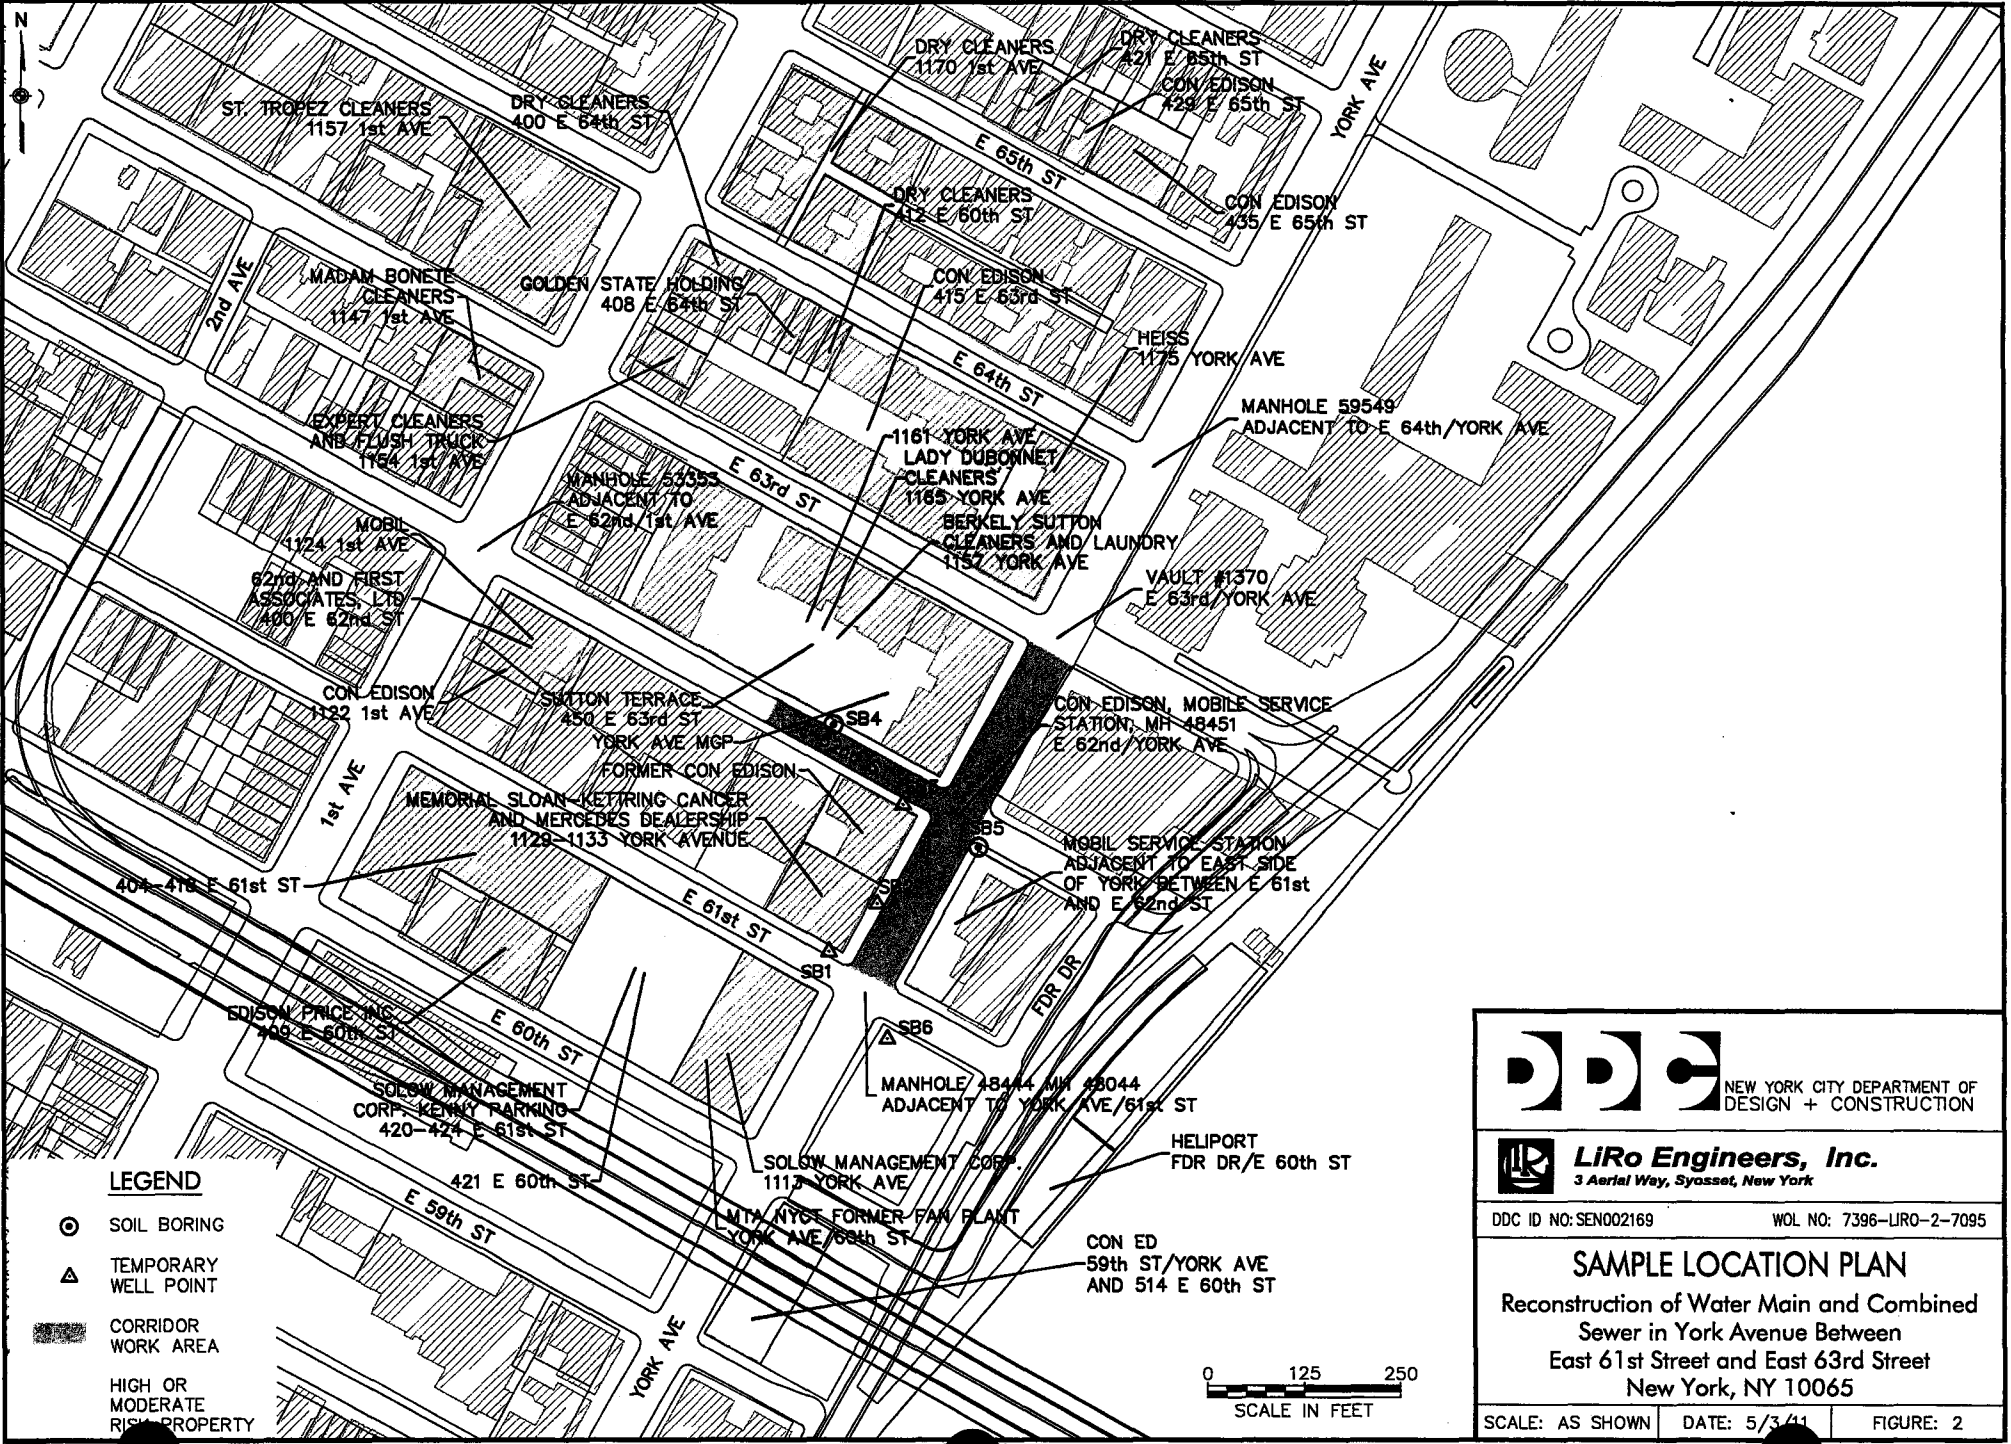 N
DRY CLEANERS
1170 1st AVE
DRY CLEANERS
421 E 65th ST
CON EDISON
429 E 65th ST
YORK AVE
ST. TROPEZ CLEANERS
1157 1st AVE
DRY CLEANERS
400 E 64th ST
E 65th ST
DRY CLEANERS
412 E 60th ST
CON EDISON
435 E 65th ST
2nd AVE
MADAM BONETE
CLEANERS
1147 1st AVE
GOLDEN STATE HOLDING
408 E 64th ST
CON EDISON
415 E 63rd ST
HEISS
1175 YORK AVE
E 64th ST
MANHOLE 59549
ADJACENT TO E 64th/YORK AVE
EXPERT CLEANERS
AND FLUSH TRUCK
1154 1st AVE
1161 YORK AVE
LADY DUBONNET
CLEANERS
1165 YORK AVE
E 63rd ST
MANHOLE 53353
ADJACENT TO
E 62nd/1st AVE
BERKELY SUTTON
CLEANERS AND LAUNDRY
1157 YORK AVE
MOBIL
1124 1st AVE
62nd AND FIRST
ASSOCIATES, LTD
400 E 62nd ST
VAULT #1370
E 63rd/YORK AVE
CON EDISON
1122 1st AVE
SUTTON TERRACE
450 E 63rd ST
YORK AVE MGP
SB4
CON EDISON, MOBILE SERVICE
STATION, MH 48451
E 62nd/YORK AVE
FORMER CON EDISON
1st AVE
MEMORIAL SLOAN-KETTRING CANCER
AND MERCEDES DEALERSHIP
1129-1133 YORK AVENUE
SB5
MOBIL SERVICE STATION
ADJACENT TO EAST SIDE
OF YORK BETWEEN E 61st
AND E 62nd ST
404-418 E 61st ST
E 61st ST
SB1
FDR DR
EDISON PRICE INC.
409 E 60th ST
E 60th ST
SB6
SOLOW MANAGEMENT
CORP. KENNY PARKING
420-424 E 61st ST
MANHOLE 48444 MH 48044
ADJACENT TO YORK AVE/61st ST
421 E 60th ST
SOLOW MANAGEMENT CORP.
1113 YORK AVE
HELIPORT
FDR DR/E 60th ST
E 59th ST
MTA NYCT FORMER FAN PLANT
YORK AVE/60th ST
CON ED
59th ST/YORK AVE
AND 514 E 60th ST
YORK AVE
LEGEND
SOIL BORING
TEMPORARY
WELL POINT
CORRIDOR
WORK AREA
HIGH OR
MODERATE
RISK PROPERTY
0 125 250
SCALE IN FEET
DDC
NEW YORK CITY DEPARTMENT OF
DESIGN + CONSTRUCTION
LiRo Engineers, Inc.
3 Aerial Way, Syosset, New York
DDC ID NO: SEN002169 WOL NO: 7396-LIRO-2-7095
SAMPLE LOCATION PLAN
Reconstruction of Water Main and Combined
Sewer in York Avenue Between
East 61st Street and East 63rd Street
New York, NY 10065
SCALE: AS SHOWN DATE: 5/3/11 FIGURE: 2